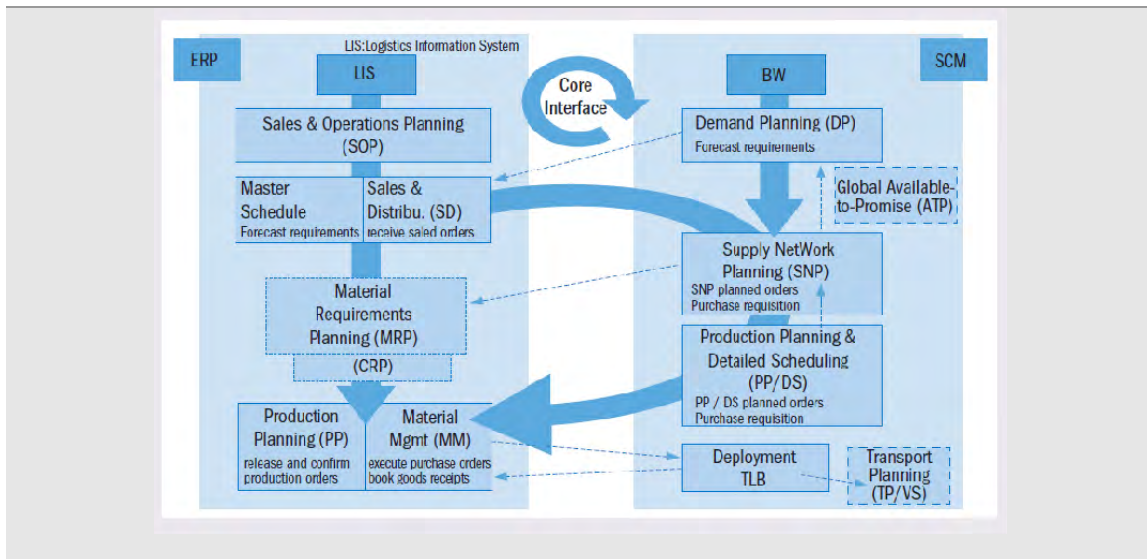 LIS:Logistics Information System
ERP
LIS
Sales & Operations Planning
(SOP)
Master
Schedule
Forecast requirements
Sales &
Distribu. (SD)
receive saled orders
Material
Requirements
Planning (MRP)
(CRP)
Production
Planning (PP)
release and confirm
production orders
Material
Mgmt (MM)
execute purchase orders
book goods receipts
Core
Interface
BW
SCM
Demand Planning (DP)
Forecast requirements
Global Available-
to-Promise (ATP)
Supply NetWork
Planning (SNP)
SNP planned orders
Purchase requisition
Production Planning &
Detailed Scheduling
(PP/DS)
PP / DS planned orders
Purchase requisition
Deployment
TLB
Transport
Planning
(TP/VS)